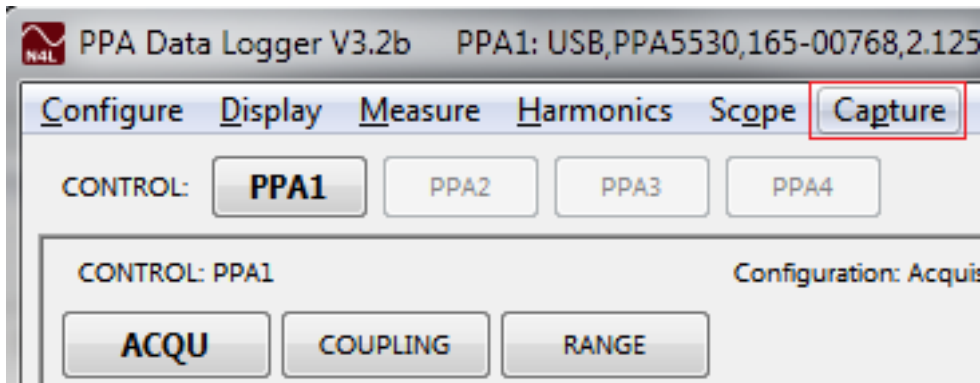 N4L PPA Data Logger V3.2b PPA1: USB,PPA5530,165-00768,2.125
Configure Display Measure Harmonics Scope Capture
CONTROL: PPA1 PPA2 PPA3 PPA4
CONTROL: PPA1 Configuration: Acquis
ACQU COUPLING RANGE